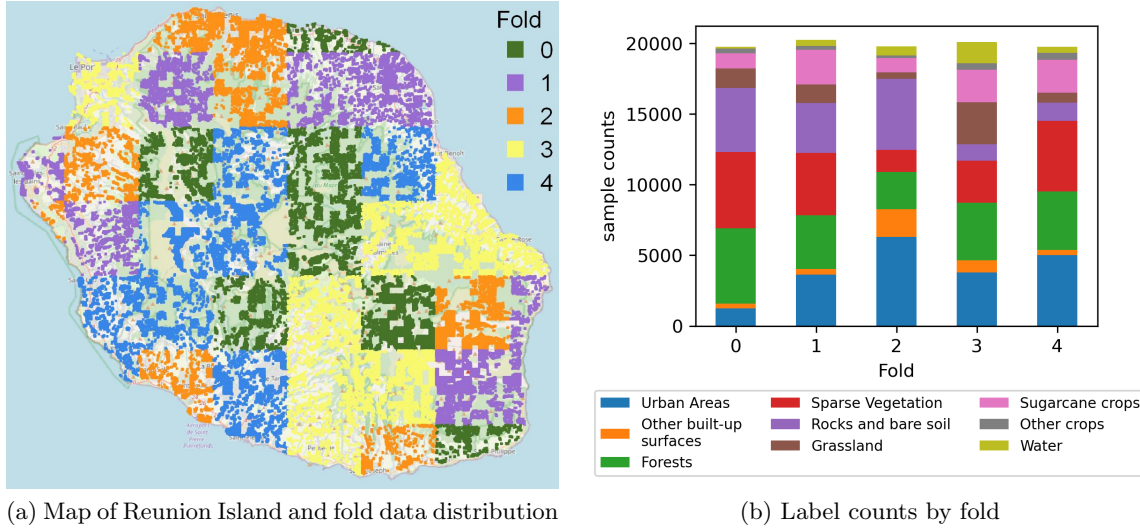 Fold
0
1
2
3
4
Le Por
(a) Map of Reunion Island and fold data distribution
sample counts
20000
15000
10000
5000
0
0 1 2 3 4
Fold
Urban Areas
Other built-up
surfaces
Forests
Sparse Vegetation
Rocks and bare soil
Grassland
Sugarcane crops
Other crops
Water
(b) Label counts by fold